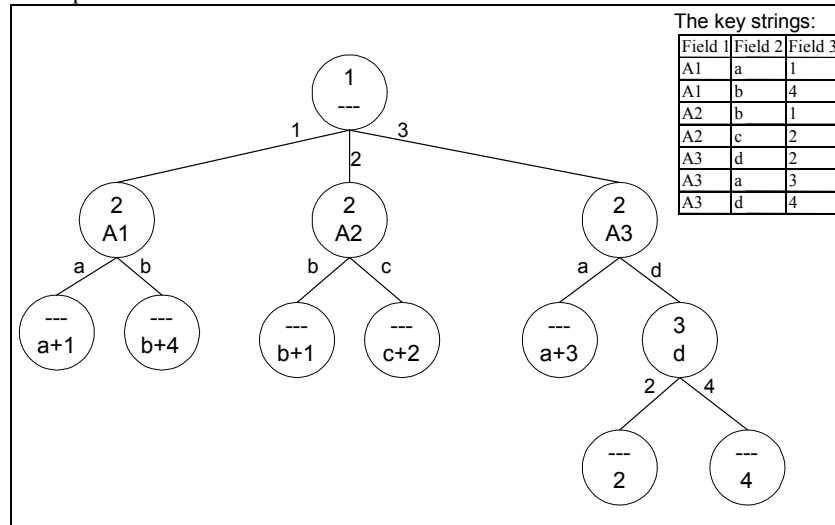 The key strings:
Field 1 Field 2 Field 3
A1 a 1
A1 b 4
A2 b 1
A2 c 2
A3 d 2
A3 a 3
A3 d 4
1
---
1 2 3
2 2 2
A1 A2 A3
a b b c a d
--- --- --- --- --- 3
a+1 b+4 b+1 c+2 a+3 d
2 4
--- ---
2 4